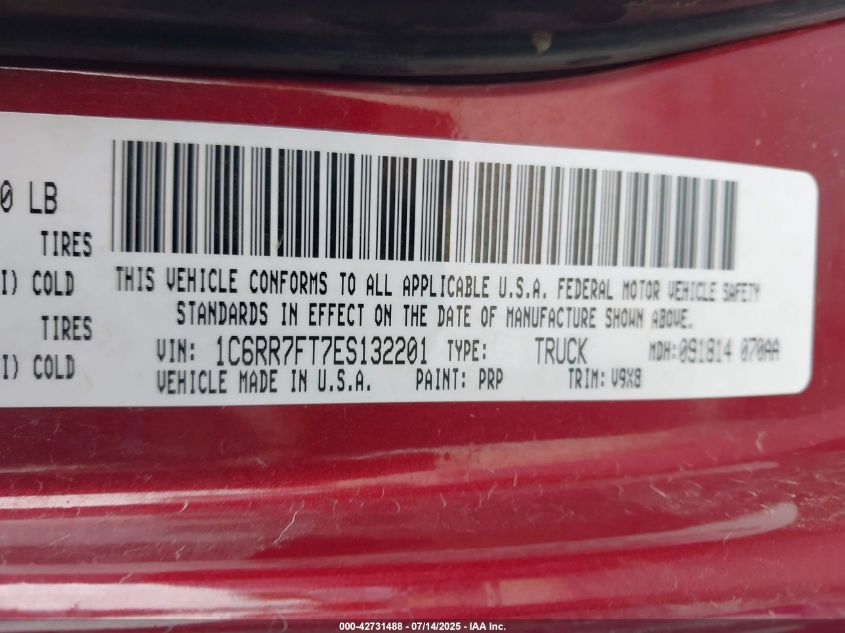 0 LB
TIRES
I) COLD
TIRES
I) COLD
THIS VEHICLE CONFORMS TO ALL APPLICABLE U.S.A. FEDERAL MOTOR VEHICLE SAFETY
STANDARDS IN EFFECT ON THE DATE OF MANUFACTURE SHOWN ABOVE.
VIN: 1C6RR7FT7ES132201 TYPE: TRUCK MDH: 091814 070AA
VEHICLE MADE IN U.S.A. PAINT: PRP TRIM: V9X8
000-42731488 - 07/14/2025 - IAA Inc.